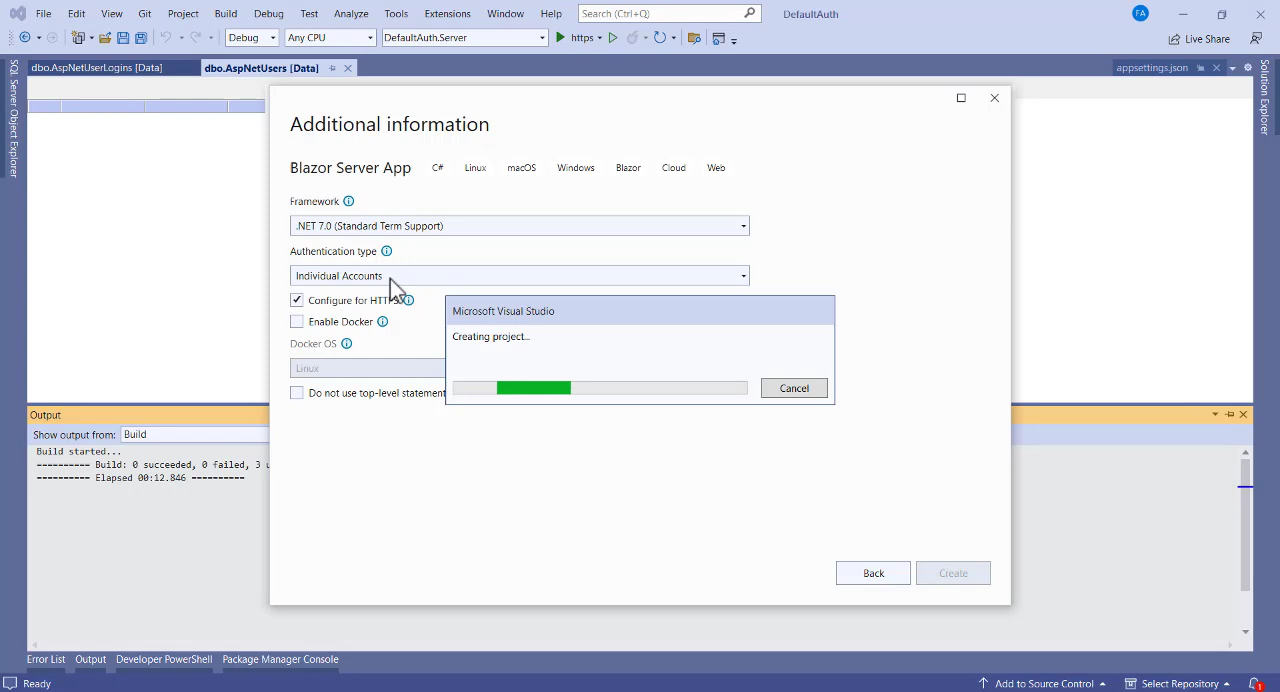 File Edit View Git Project Build Debug Test Analyze Tools Extensions Window Help Search (Ctrl+Q) DefaultAuth FA
Debug Any CPU DefaultAuth.Server https Live Share
dbo.AspNetUserLogins [Data] dbo.AspNetUsers [Data] appsettings.json
SQL Server Object Explorer
Solution Explorer
Additional information
Blazor Server App C# Linux macOS Windows Blazor Cloud Web
Framework
.NET 7.0 (Standard Term Support)
Authentication type
Individual Accounts
Configure for HTTPS
Enable Docker
Docker OS
Linux
Do not use top-level statement
Microsoft Visual Studio
Creating project...
Cancel
Back Create
Output
Show output from: Build
Build started...
---------- Build: 0 succeeded, 0 failed, 3 u
---------- Elapsed 00:12.846 ----------
Error List Output Developer PowerShell Package Manager Console
Ready Add to Source Control Select Repository 1